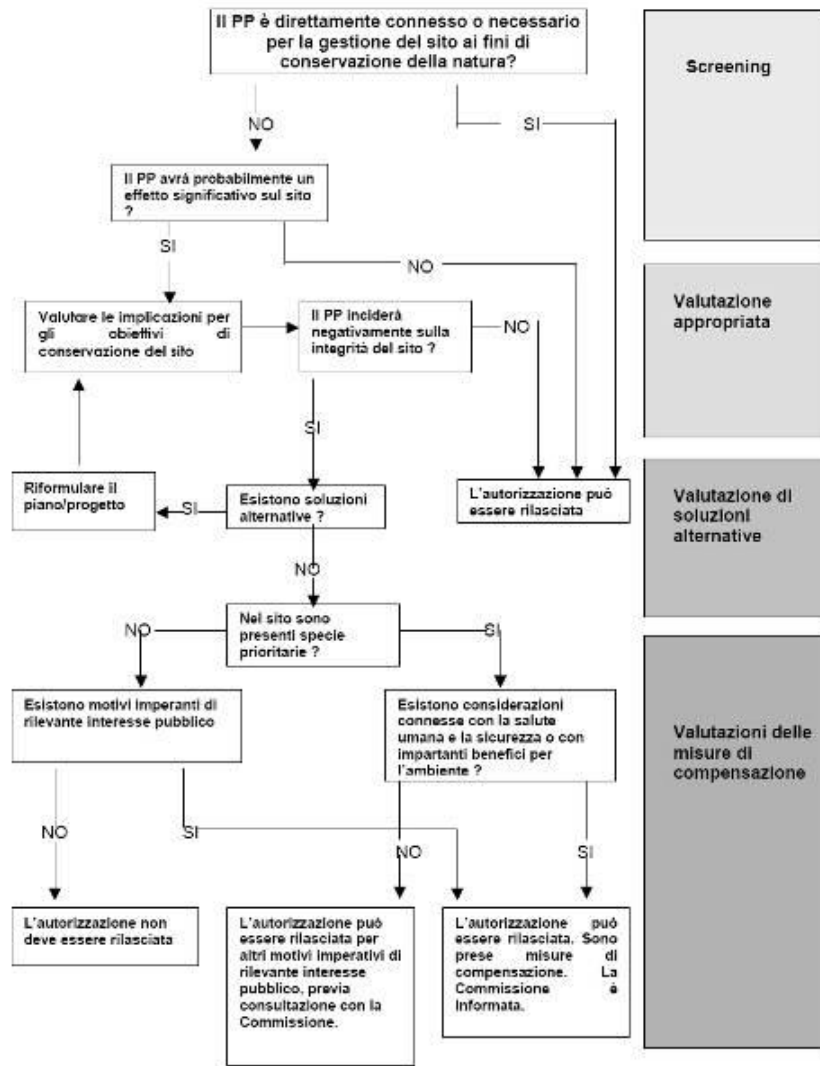 Il PP è direttamente connesso o necessario
per la gestione del sito ai fini di
conservazione della natura?
Screening
NO
SI
Il PP avrà probabilmente un
effetto significativo sul sito
?
SI
NO
Valutazione
appropriata
Valutare le implicazioni per
gli obiettivi di
conservazione del sito
Il PP inciderà
negativamente sulla
integrità del sito ?
NO
SI
Riformulare il
piano/progetto
SI
Esistono soluzioni
alternative ?
L'autorizzazione può
essere rilasciata
Valutazione di
soluzioni
alternative
NO
Nel sito sono
presenti specie
prioritarie ?
NO
SI
Esistono motivi imperanti di
rilevante interesse pubblico
Esistono considerazioni
connesse con la salute
umana e la sicurezza o con
impartanti benefici per
l'ambiente ?
Valutazioni delle
misure di
compensazione
NO
SI
NO
SI
L'autorizzazione non
deve essere rilasciata
L'autorizzazione può
essere rilasciata per
altri motivi imperativi di
rilevante interesse
pubblico, previa
consultazione con la
Commissione.
L'autorizzazione può
essere rilasciata. Sono
prese misure di
compensazione. La
Commissione è
informata.